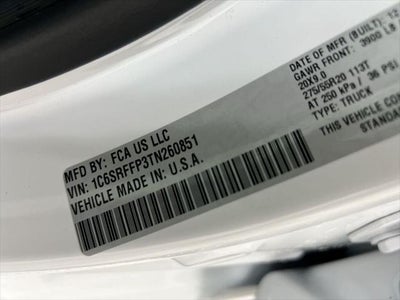 MFD BY: FCA US LLC
VIN: 1C6SRFFP3TN260851
VEHICLE MADE IN: U.S.A.
DATE OF MFR (BUILT): 12
GAWR FRONT: 3900 LB
20X9.0
275/55R20 113T
AT 250 kPa / 36 PSI
TYPE: TRUCK
THIS VEHICLE
STANDA